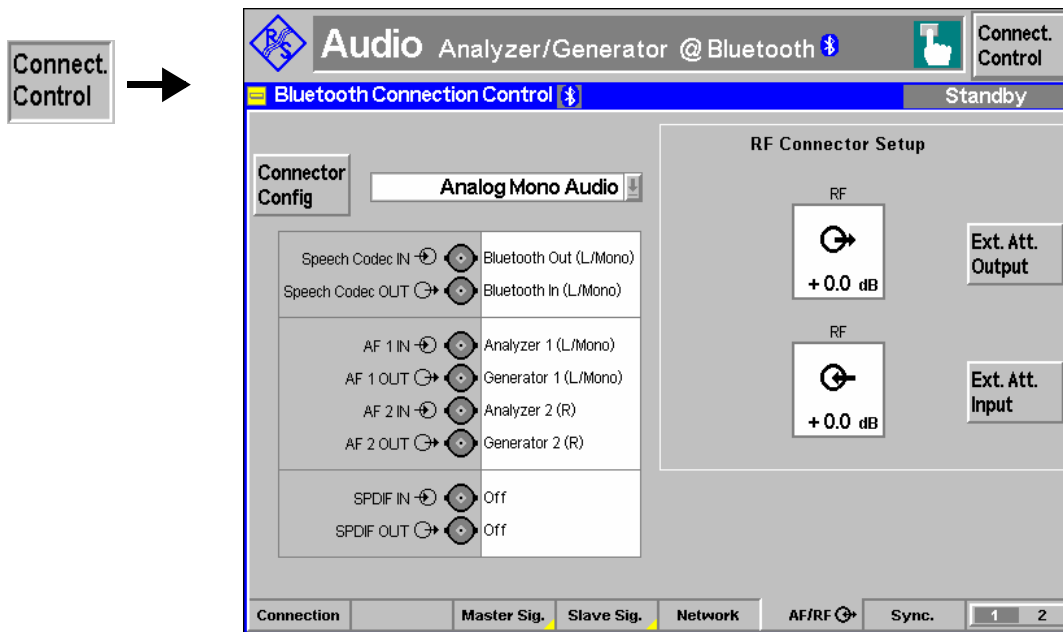 Connect.
Control
R S
Audio Analyzer/Generator @ Bluetooth
Connect.
Control
Bluetooth Connection Control
Standby
Connector
Config
Analog Mono Audio
Speech Codec IN Bluetooth Out (L/Mono)
Speech Codec OUT Bluetooth In (L/Mono)
AF 1 IN Analyzer 1 (L/Mono)
AF 1 OUT Generator 1 (L/Mono)
AF 2 IN Analyzer 2 (R)
AF 2 OUT Generator 2 (R)
SPDIF IN Off
SPDIF OUT Off
RF Connector Setup
RF
+ 0.0 dB
Ext. Att.
Output
RF
+ 0.0 dB
Ext. Att.
Input
Connection Master Sig. Slave Sig. Network AF/RF Sync. 1 2